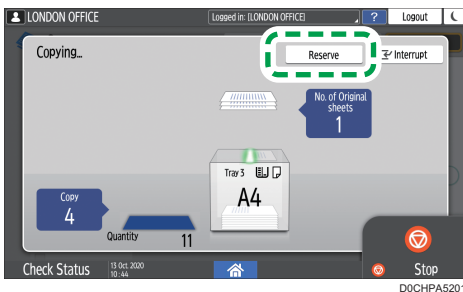 LONDON OFFICE
Logged in: [LONDON OFFICE]
?
Logout
Copying...
Reserve
Interrupt
No. of Original
sheets
1
Tray 3
A4
Copy
4
Quantity
11
Check Status
13 Oct. 2020
10:44
Stop
D0CHPA5201